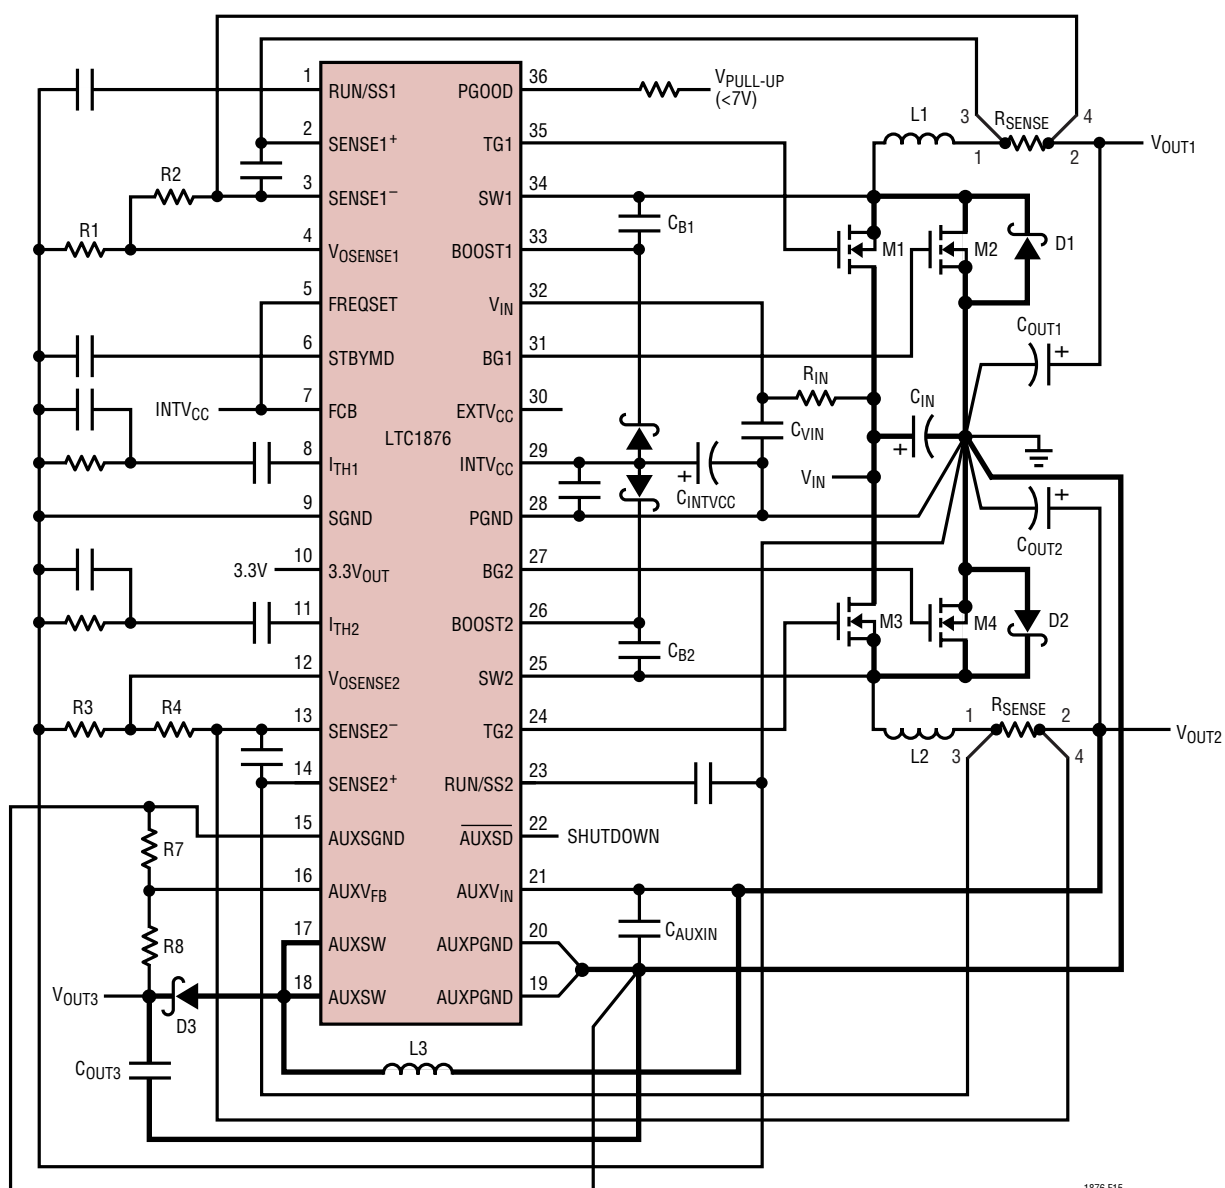 1 RUN/SS1
2 SENSE1+
3 SENSE1–
4 VOSENSE1
5 FREQSET
6 STBYMD
7 FCB
8 ITH1
9 SGND
10 3.3VOUT
11 ITH2
12 VOSENSE2
13 SENSE2–
14 SENSE2+
15 AUXSGND
16 AUXVFB
17 AUXSW
18 AUXSW
LTC1876
36 PGOOD
35 TG1
34 SW1
33 BOOST1
32 VIN
31 BG1
30 EXTVCC
29 INTVCC
28 PGND
27 BG2
26 BOOST2
25 SW2
24 TG2
23 RUN/SS2
22 AUXSD
21 AUXVIN
20 AUXPGND
19 AUXPGND
R2
R1
INTVCC
3.3V
R3
R4
R7
R8
VOUT3
D3
COUT3
L3
VPULL-UP
(<7V)
L1
3
RSENSE
4
1
2
VOUT1
CB1
M1
M2
D1
COUT1
RIN
CIN
+
CVIN
+
CINTVCC
+
VIN
+
COUT2
M3
M4
D2
CB2
1
RSENSE
2
L2
3
4
VOUT2
SHUTDOWN
CAUXIN